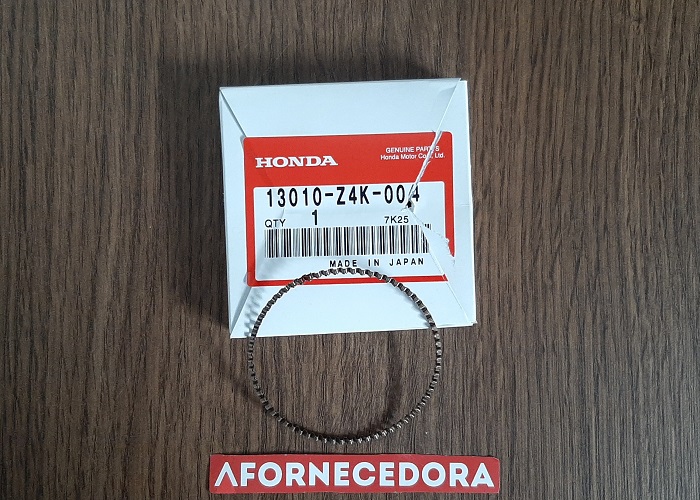 HONDA
GENUINE PARTS
Honda Motor Co., Ltd.
13010-Z4K-004
QTY 1 7K25
MADE IN JAPAN
AFORNECEDORA